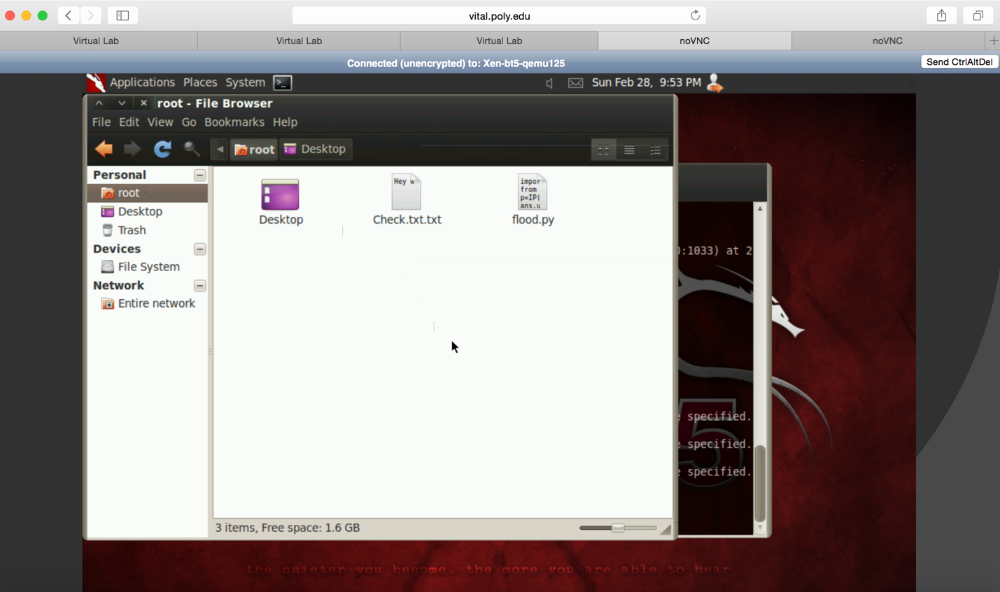 vital.poly.edu
Virtual Lab
Virtual Lab
Virtual Lab
noVNC
noVNC
Connected (unencrypted) to: Xen-bt5-qemu125
Send CtrlAltDel
Applications Places System
Sun Feb 28, 9:53 PM
root - File Browser
File Edit View Go Bookmarks Help
root
Desktop
Personal
root
Desktop
Trash
Devices
File System
Network
Entire network
Desktop
Hey w
Check.txt.txt
impor
from
p=IP(
ans.u
flood.py
:1033) at 2
specified.
specified.
specified.
5
3 items, Free space: 1.6 GB
the quieter you become, the more you are able to hear